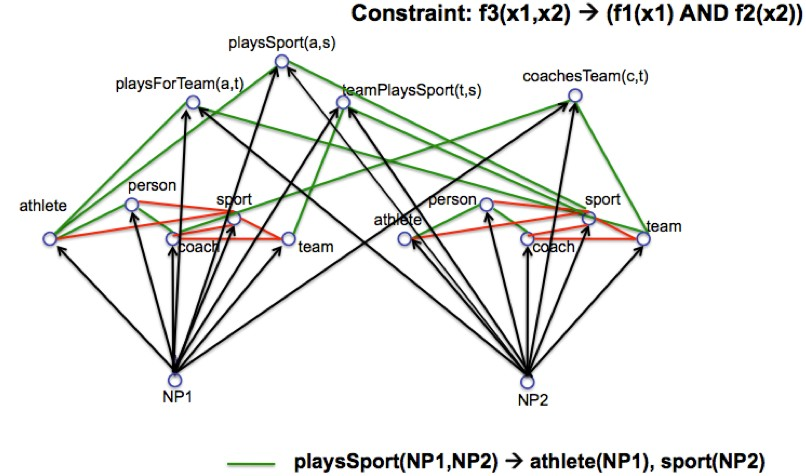 Constraint: f3(x1,x2) → (f1(x1) AND f2(x2))
playsSport(a,s)
playsForTeam(a,t)
teamPlaysSport(t,s)
coachesTeam(c,t)
person
sport
athlete
coach
team
person
sport
athlete
coach
team
NP1
NP2
playsSport(NP1,NP2) → athlete(NP1), sport(NP2)